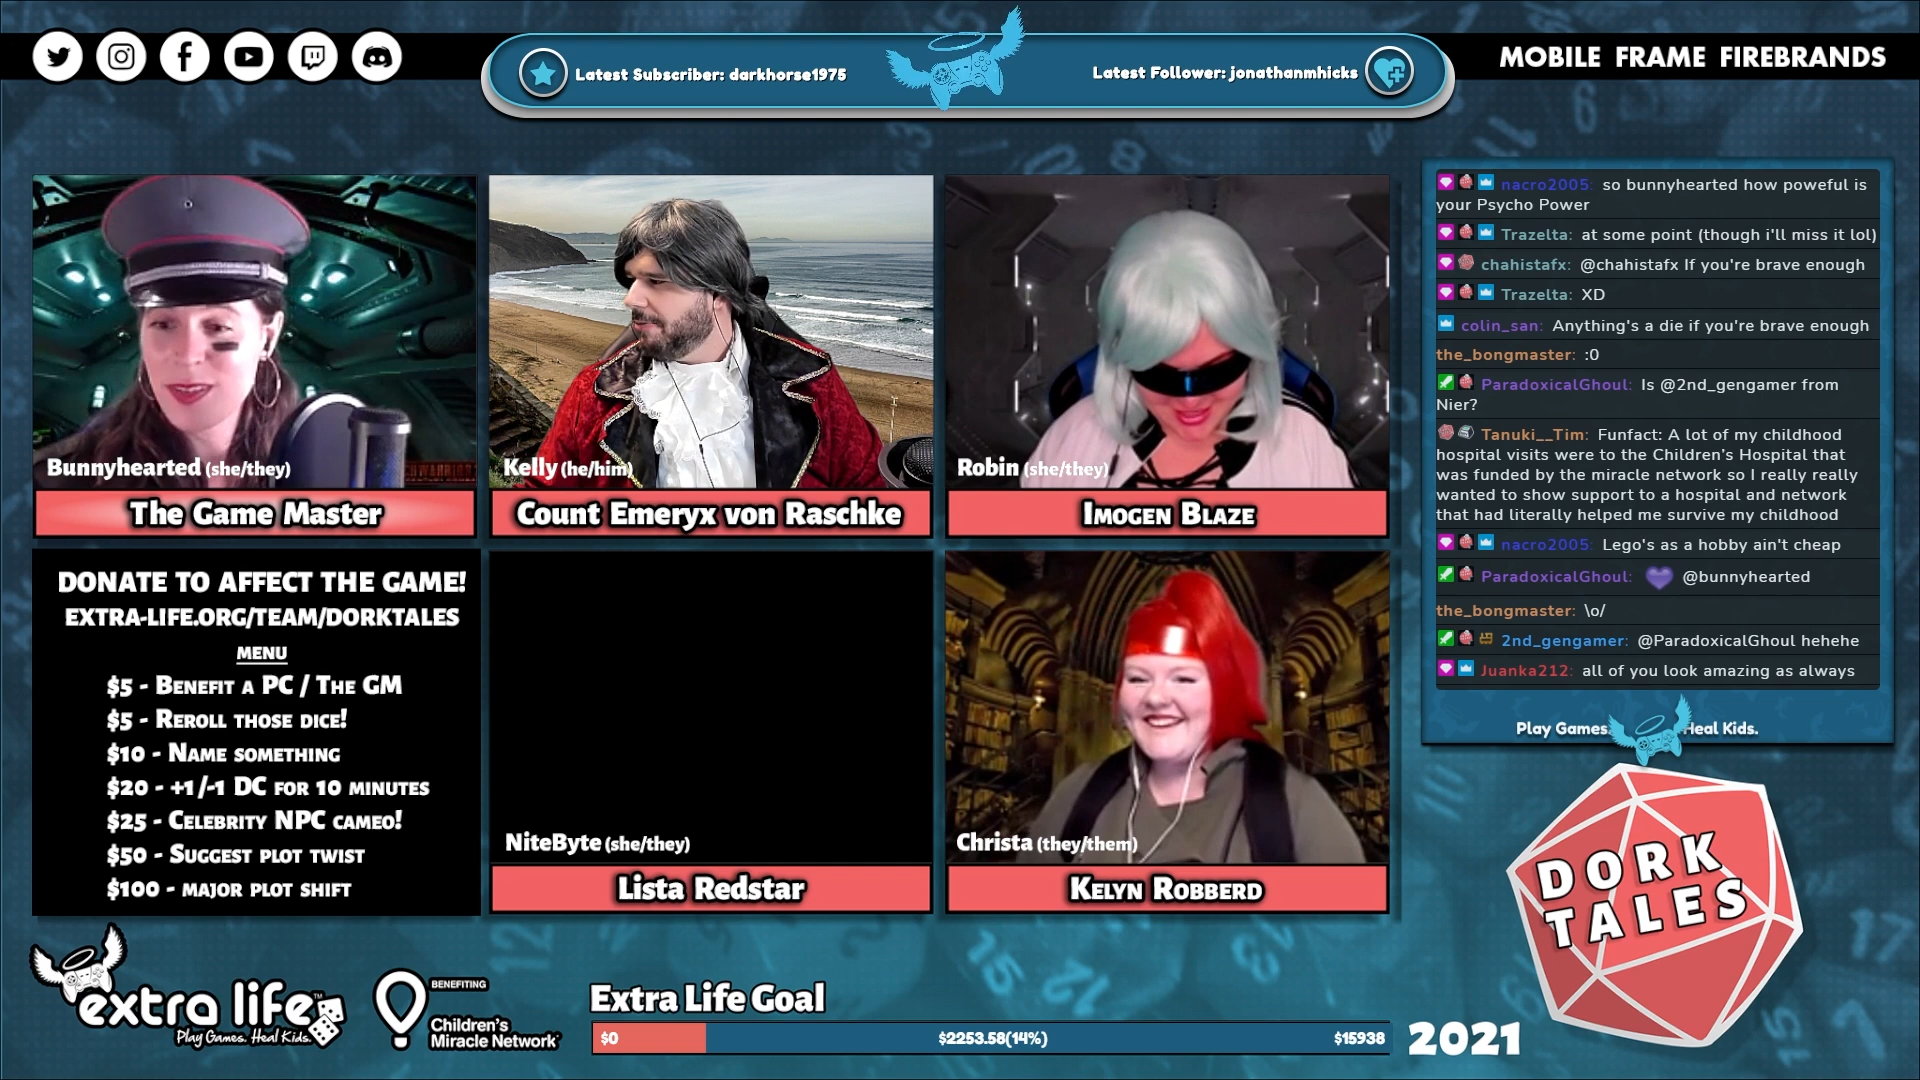 Latest Subscriber: darkhorse1975
Latest Follower: jonathanmhicks
MOBILE FRAME FIREBRANDS
Bunnyhearted (she/they)
The Game Master
Kelly (he/him)
Count Emeryx von Raschke
Robin (she/they)
Imogen Blaze
DONATE TO AFFECT THE GAME!
EXTRA-LIFE.ORG/TEAM/DORKTALES
MENU
$5 - Benefit a PC / The GM
$5 - Reroll those dice!
$10 - Name something
$20 - +1/-1 DC for 10 minutes
$25 - Celebrity NPC cameo!
$50 - Suggest plot twist
$100 - major plot shift
NiteByte (she/they)
Lista Redstar
Christa (they/them)
Kelyn Robberd
nacro2005: so bunnyhearted how poweful is
your Psycho Power
Trazelta: at some point (though i'll miss it lol)
chahistafx: @chahistafx If you're brave enough
Trazelta: XD
colin_san: Anything's a die if you're brave enough
the_bongmaster: :0
ParadoxicalGhoul: Is @2nd_gengamer from
Nier?
Tanuki__Tim: Funfact: A lot of my childhood
hospital visits were to the Children's Hospital that
was funded by the miracle network so I really really
wanted to show support to a hospital and network
that had literally helped me survive my childhood
nacro2005: Lego's as a hobby ain't cheap
ParadoxicalGhoul: @bunnyhearted
the_bongmaster: \o/
2nd_gengamer: @ParadoxicalGhoul hehehe
Juanka212: all of you look amazing as always
Play Games. Heal Kids.
DORK
TALES
extra life™
Play Games. Heal Kids.
BENEFITING
Children's
Miracle Network
Extra Life Goal
$0 $2253.58(14%) $15938
2021